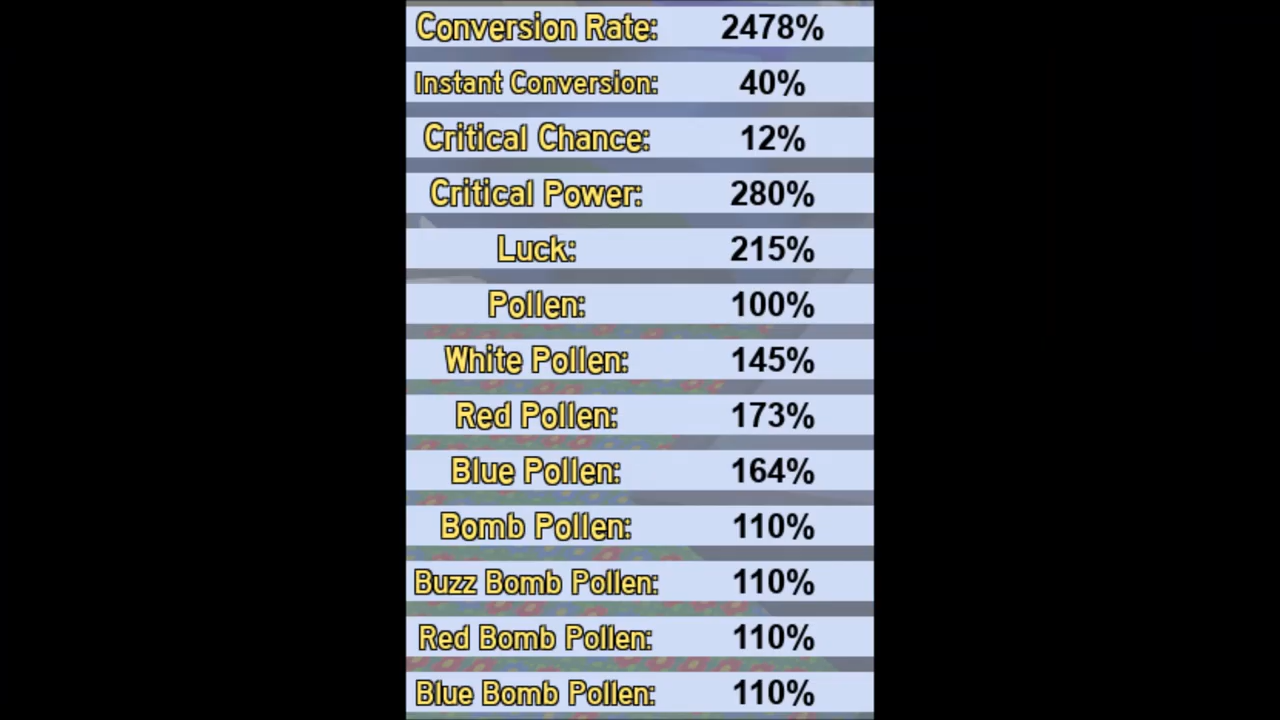 Conversion Rate: 2478%
Instant Conversion: 40%
Critical Chance: 12%
Critical Power: 280%
Luck: 215%
Pollen: 100%
White Pollen: 145%
Red Pollen: 173%
Blue Pollen: 164%
Bomb Pollen: 110%
Buzz Bomb Pollen: 110%
Red Bomb Pollen: 110%
Blue Bomb Pollen: 110%